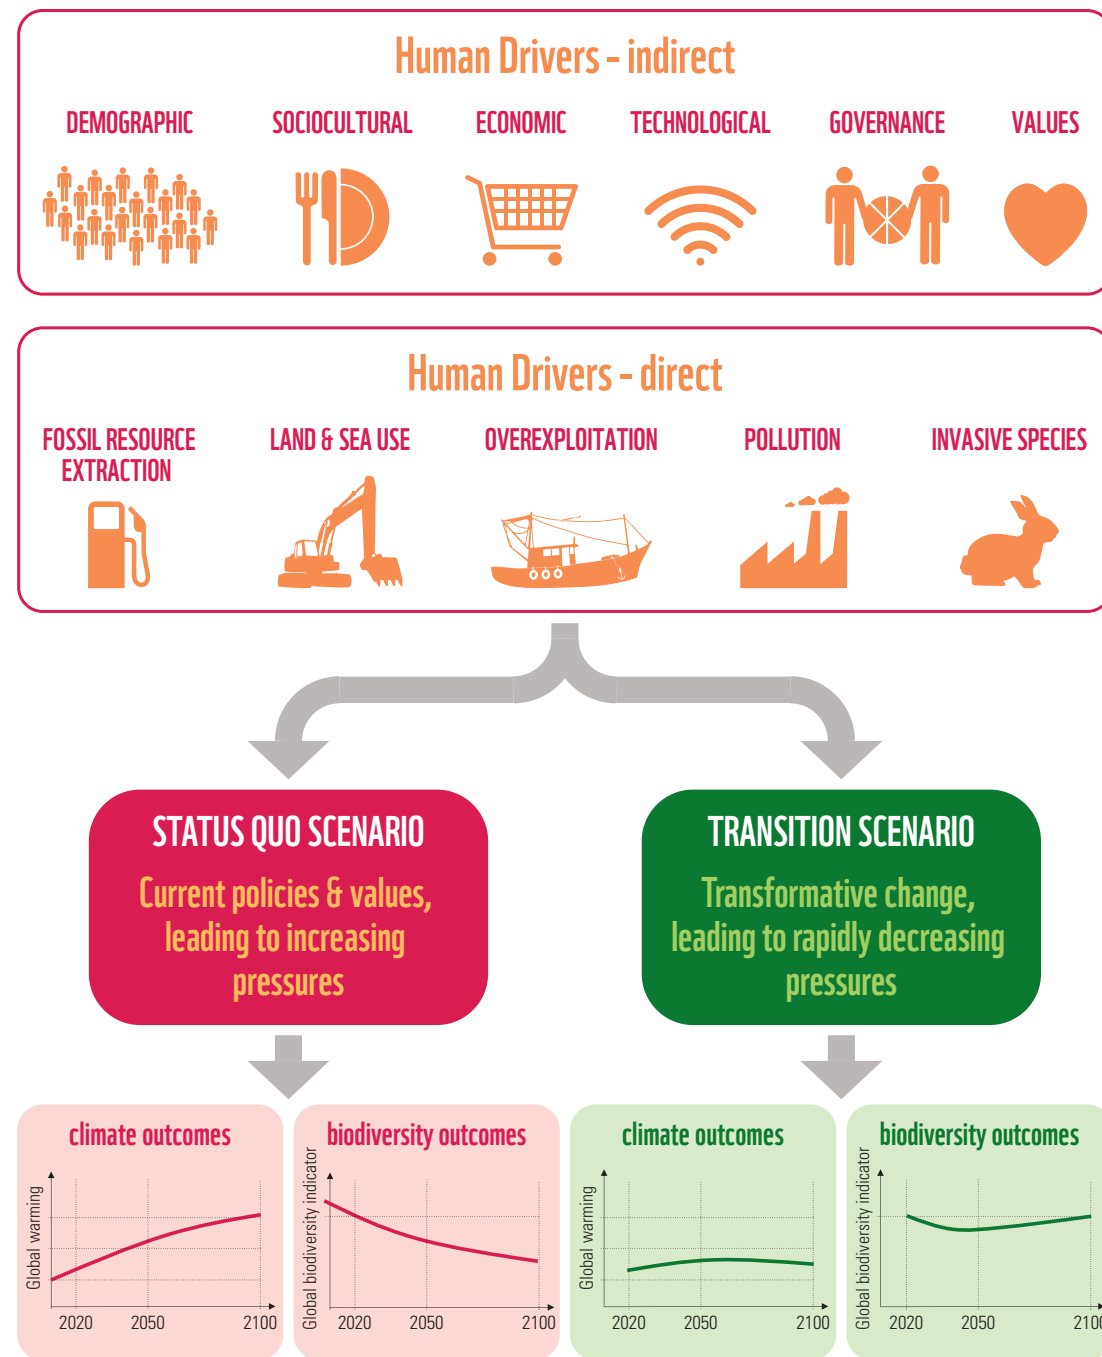 Human Drivers - indirect
DEMOGRAPHIC
SOCIOCULTURAL
ECONOMIC
TECHNOLOGICAL
GOVERNANCE
VALUES
Human Drivers - direct
FOSSIL RESOURCE
EXTRACTION
LAND & SEA USE
OVEREXPLOITATION
POLLUTION
INVASIVE SPECIES
STATUS QUO SCENARIO
Current policies & values,
leading to increasing
pressures
TRANSITION SCENARIO
Transformative change,
leading to rapidly decreasing
pressures
climate outcomes
Global warming
2020 2050 2100
biodiversity outcomes
Global biodiversity indicator
2020 2050 2100
climate outcomes
Global warming
2020 2050 2100
biodiversity outcomes
Global biodiversity indicator
2020 2050 2100